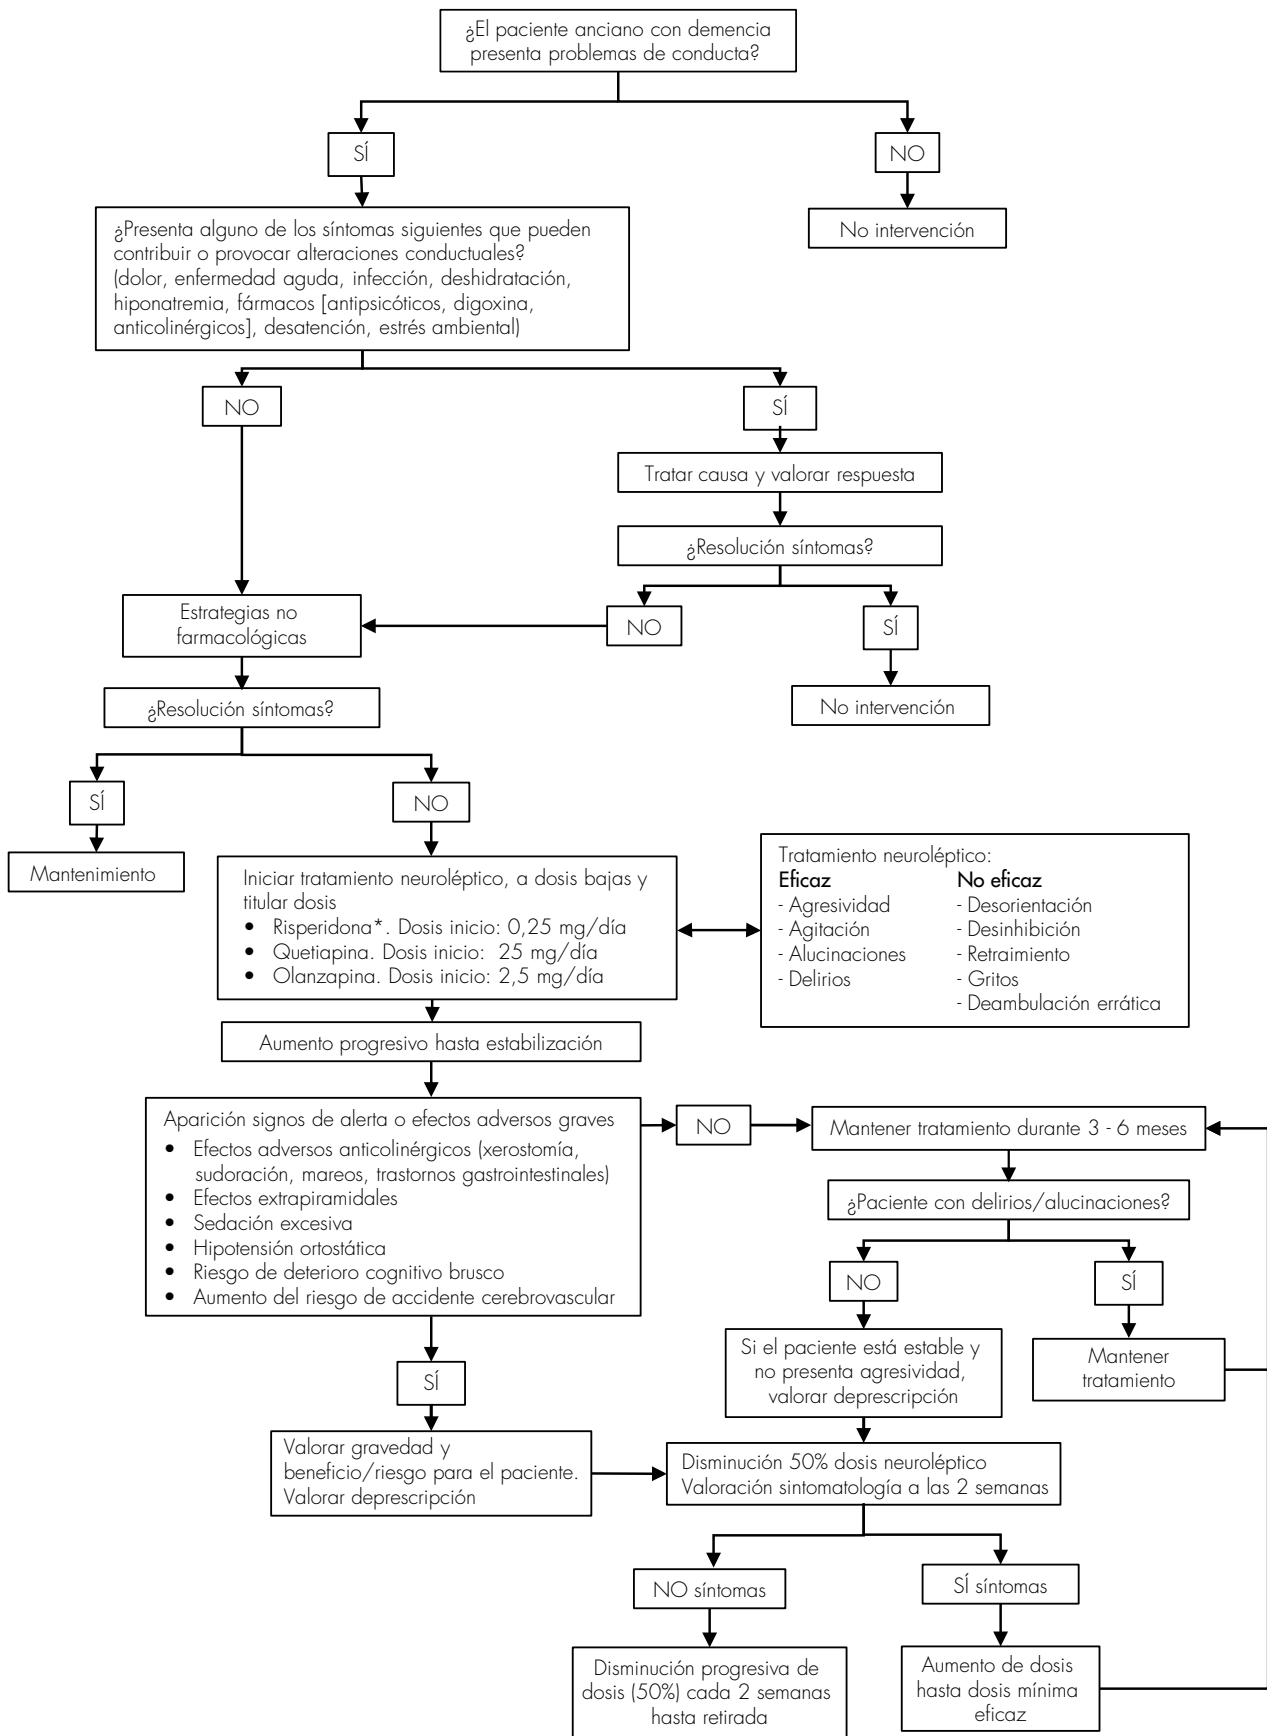 ¿El paciente anciano con demencia
presenta problemas de conducta?
SÍ
NO
No intervención
¿Presenta alguno de los síntomas siguientes que pueden
contribuir o provocar alteraciones conductuales?
(dolor, enfermedad aguda, infección, deshidratación,
hiponatremia, fármacos [antipsicóticos, digoxina,
anticolinérgicos], desatención, estrés ambiental)
NO
SÍ
Tratar causa y valorar respuesta
¿Resolución síntomas?
NO
SÍ
No intervención
Estrategias no
farmacológicas
¿Resolución síntomas?
SÍ
NO
Mantenimiento
Iniciar tratamiento neuroléptico, a dosis bajas y
titular dosis
• Risperidona*. Dosis inicio: 0,25 mg/día
• Quetiapina. Dosis inicio: 25 mg/día
• Olanzapina. Dosis inicio: 2,5 mg/día
Tratamiento neuroléptico:
Eficaz
- Agresividad
- Agitación
- Alucinaciones
- Delirios
No eficaz
- Desorientación
- Desinhibición
- Retraimiento
- Gritos
- Deambulación errática
Aumento progresivo hasta estabilización
Aparición signos de alerta o efectos adversos graves
• Efectos adversos anticolinérgicos (xerostomía,
sudoración, mareos, trastornos gastrointestinales)
• Efectos extrapiramidales
• Sedación excesiva
• Hipotensión ortostática
• Riesgo de deterioro cognitivo brusco
• Aumento del riesgo de accidente cerebrovascular
NO
Mantener tratamiento durante 3 - 6 meses
¿Paciente con delirios/alucinaciones?
NO
SÍ
Si el paciente está estable y
no presenta agresividad,
valorar deprescripción
Mantener
tratamiento
SÍ
Valorar gravedad y
beneficio/riesgo para el paciente.
Valorar deprescripción
Disminución 50% dosis neuroléptico
Valoración sintomatología a las 2 semanas
NO síntomas
SÍ síntomas
Disminución progresiva de
dosis (50%) cada 2 semanas
hasta retirada
Aumento de dosis
hasta dosis mínima
eficaz